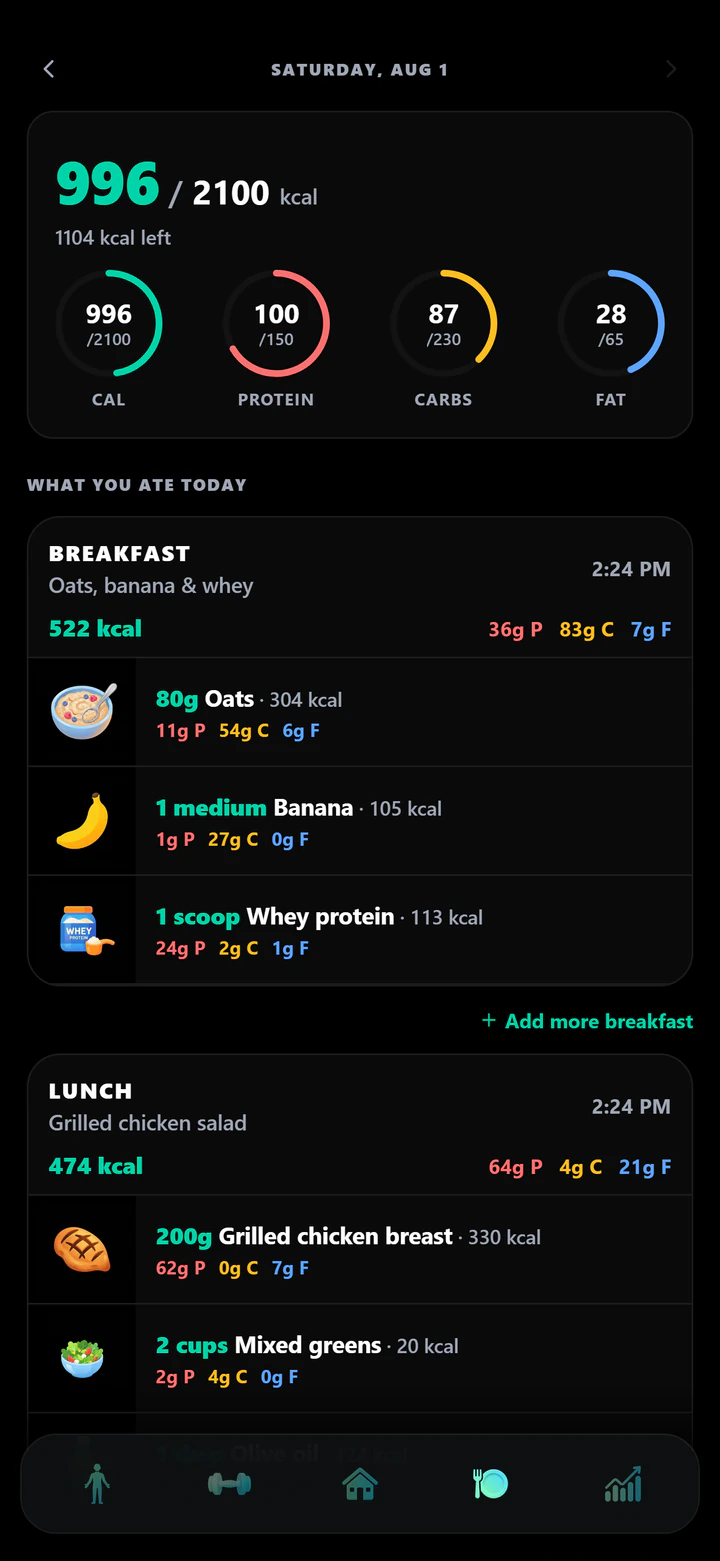 SATURDAY, AUG 1
996 / 2100 kcal
1104 kcal left
996
/2100
CAL
100
/150
PROTEIN
87
/230
CARBS
28
/65
FAT
WHAT YOU ATE TODAY
BREAKFAST
2:24 PM
Oats, banana & whey
522 kcal
36g P 83g C 7g F
80g Oats · 304 kcal
11g P 54g C 6g F
1 medium Banana · 105 kcal
1g P 27g C 0g F
WHEY
PROTEIN
1 scoop Whey protein · 113 kcal
24g P 2g C 1g F
+ Add more breakfast
LUNCH
2:24 PM
Grilled chicken salad
474 kcal
64g P 4g C 21g F
200g Grilled chicken breast · 330 kcal
62g P 0g C 7g F
2 cups Mixed greens · 20 kcal
2g P 4g C 0g F
Olive oil